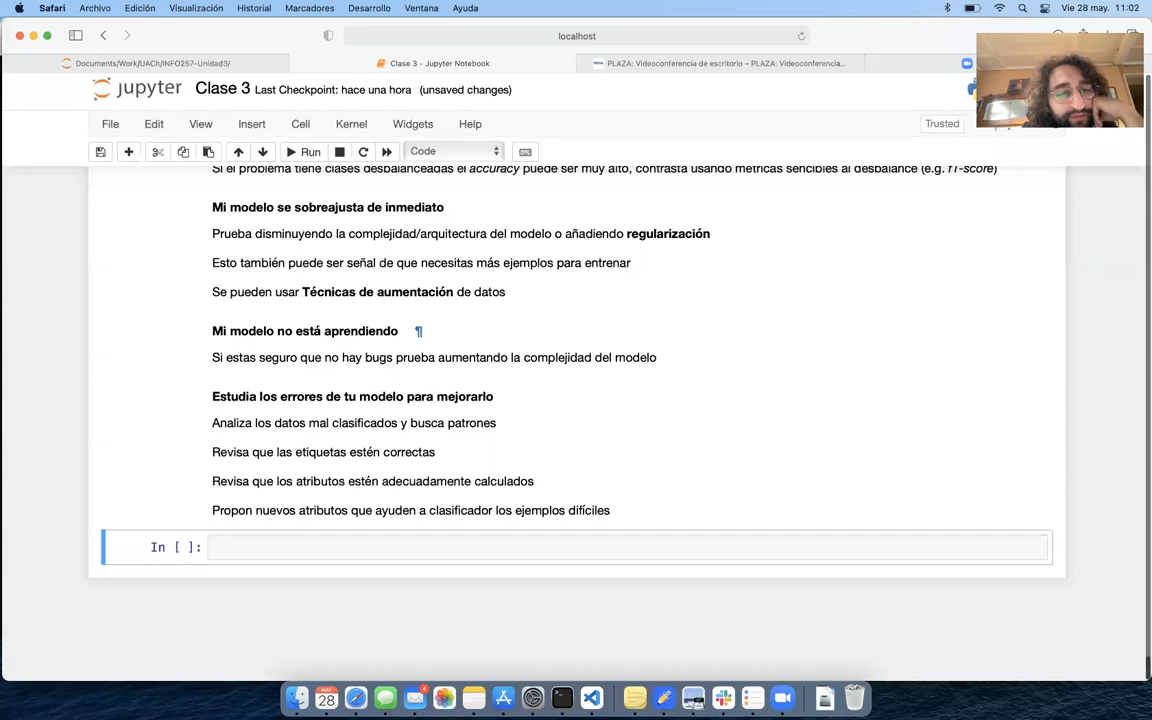 Safari Archivo Edición Visualización Historial Marcadores Desarrollo Ventana Ayuda Vie 28 may. 11:02
localhost
Documents/Work/UACh/INFO257-Unidad3/ Clase 3 - Jupyter Notebook PLAZA: Videoconferencia de escritorio – PLAZA: Videoconferencia...
jupyter Clase 3 Last Checkpoint: hace una hora (unsaved changes)
File Edit View Insert Cell Kernel Widgets Help Trusted
Run Code
Si el problema tiene clases desbalanceadas el accuracy puede ser muy alto, contrasta usando métricas sensibles al desbalance (e.g. f1-score)
Mi modelo se sobreajusta de inmediato
Prueba disminuyendo la complejidad/arquitectura del modelo o añadiendo regularización
Esto también puede ser señal de que necesitas más ejemplos para entrenar
Se pueden usar Técnicas de aumentación de datos
Mi modelo no está aprendiendo ¶
Si estas seguro que no hay bugs prueba aumentando la complejidad del modelo
Estudia los errores de tu modelo para mejorarlo
Analiza los datos mal clasificados y busca patrones
Revisa que las etiquetas estén correctas
Revisa que los atributos estén adecuadamente calculados
Propon nuevos atributos que ayuden a clasificador los ejemplos difíciles
In [ ]:
28
4